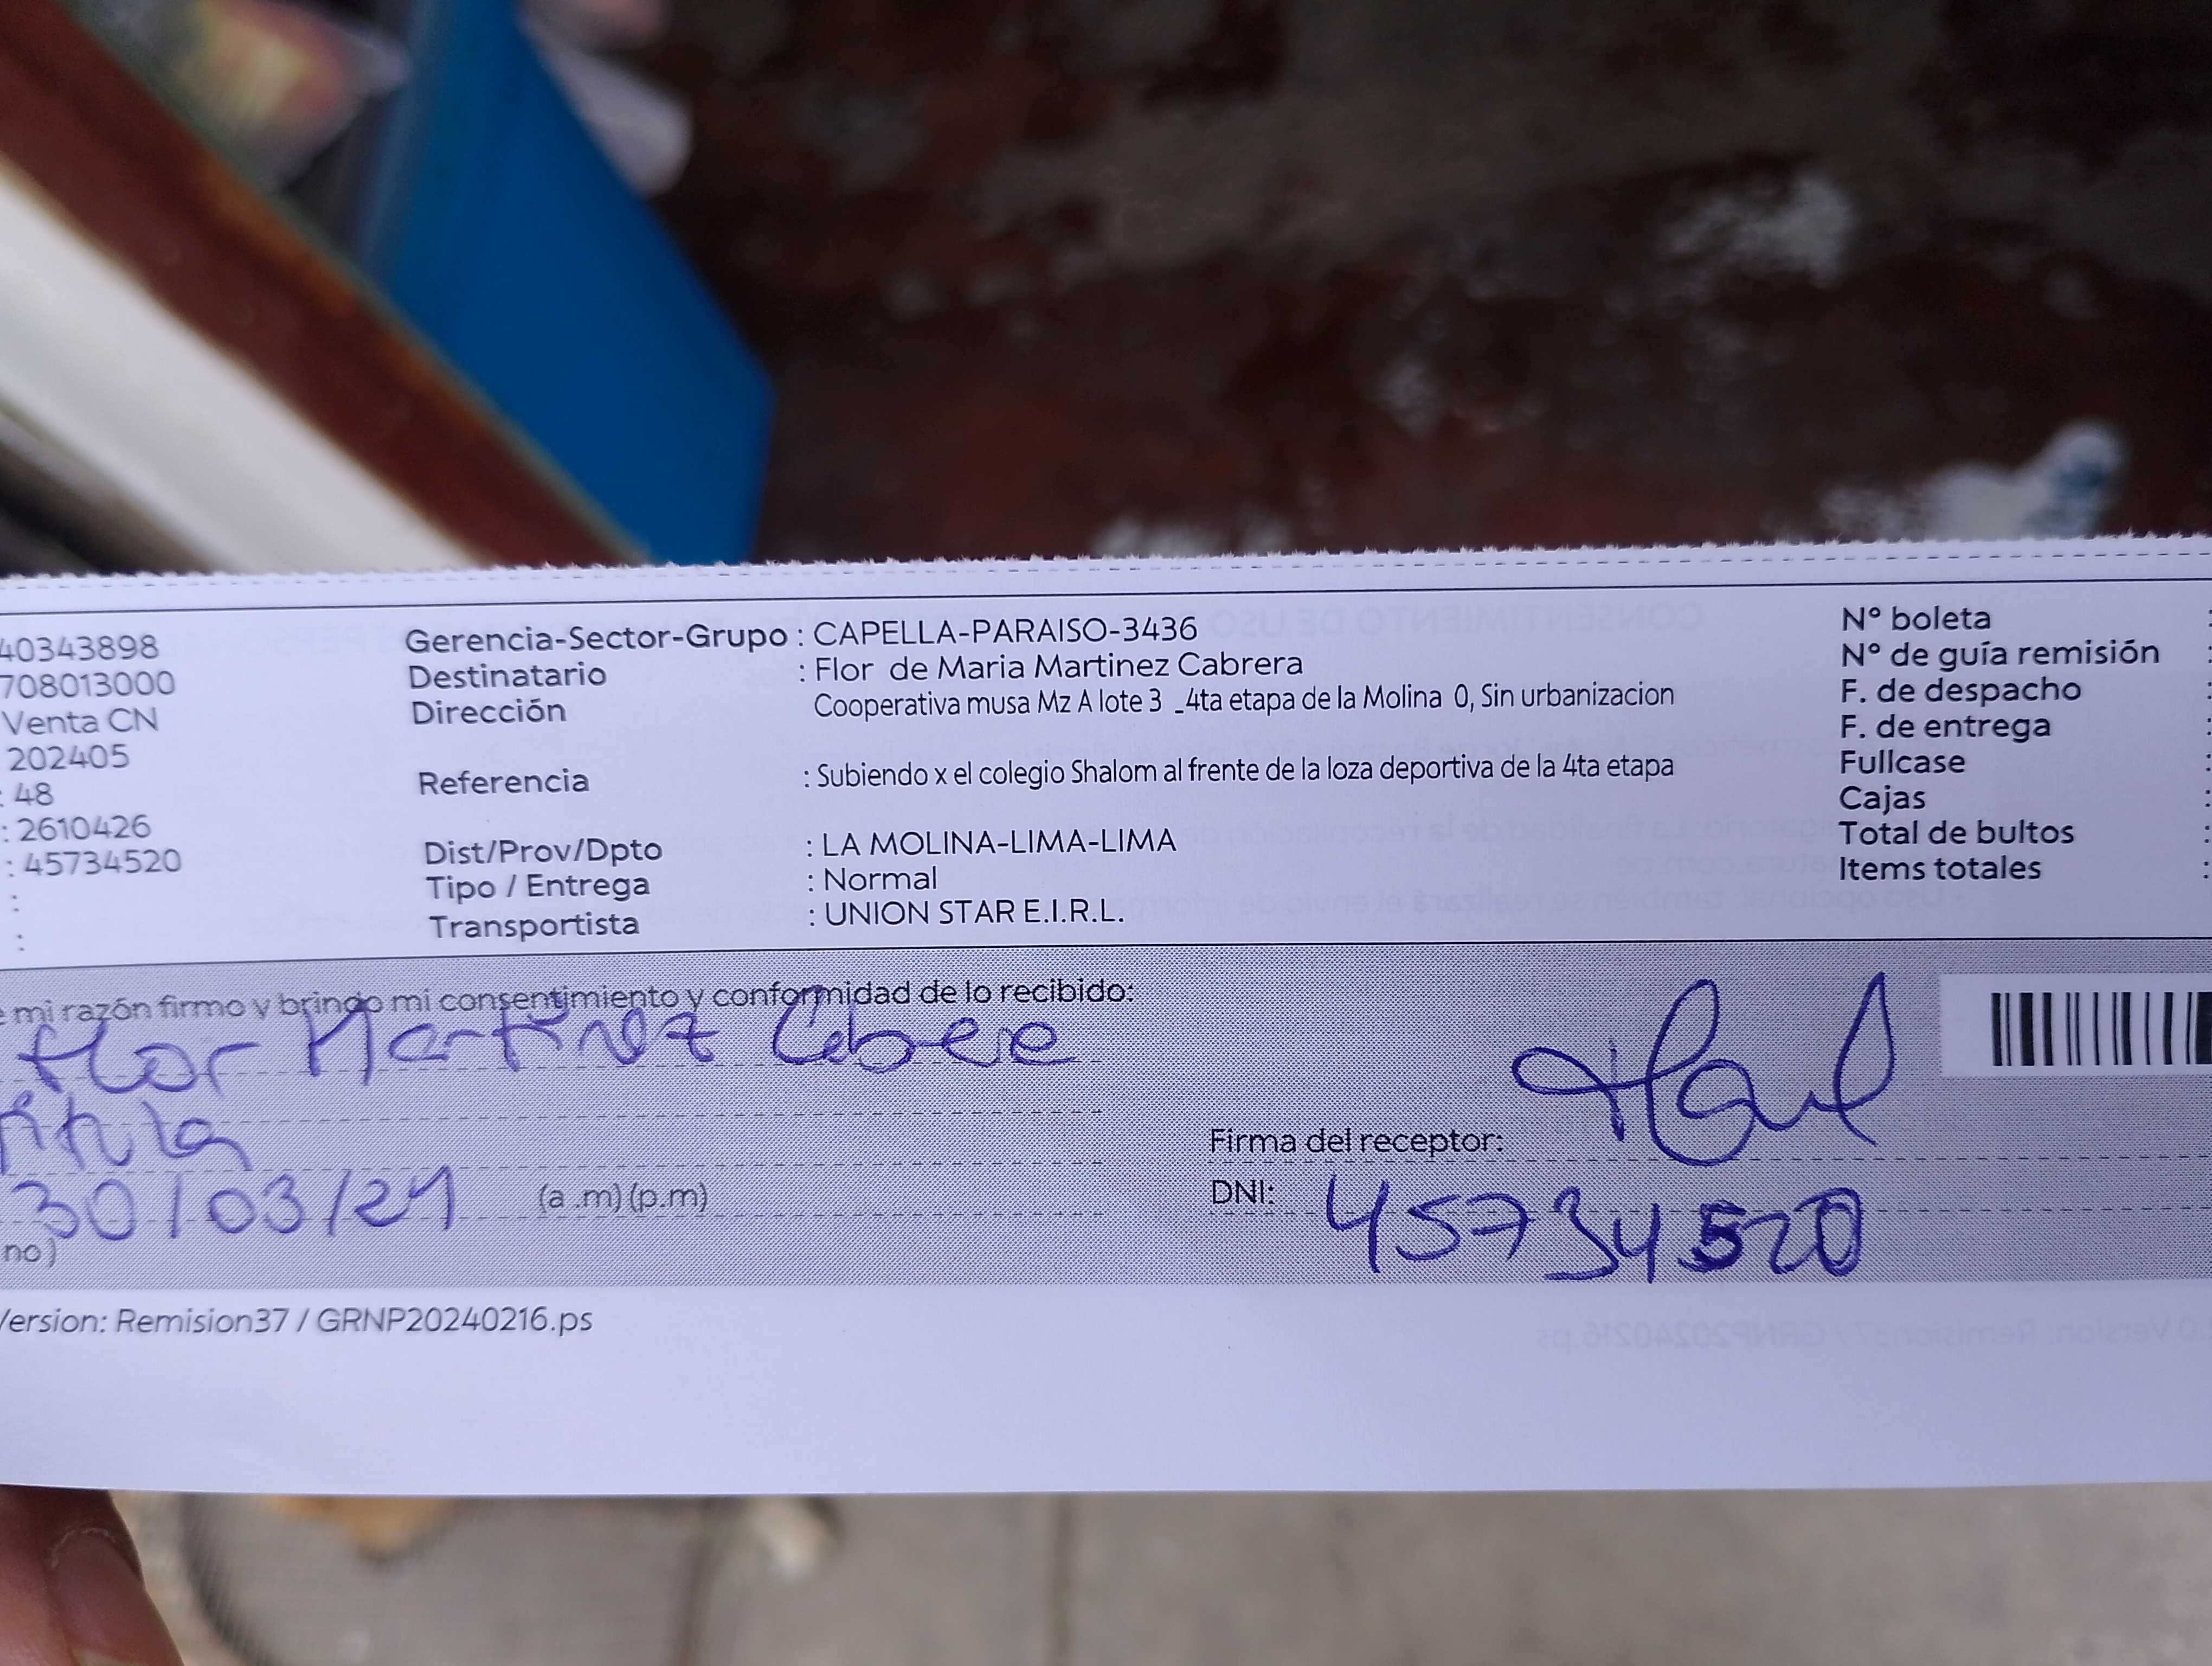 40343898
708013000
Venta CN
202405
: 48
: 2610426
: 45734520
:
:
Gerencia-Sector-Grupo : CAPELLA-PARAISO-3436
Destinatario : Flor de Maria Martinez Cabrera
Dirección Cooperativa musa Mz A lote 3 _4ta etapa de la Molina 0, Sin urbanizacion
Referencia : Subiendo x el colegio Shalom al frente de la loza deportiva de la 4ta etapa
Dist/Prov/Dpto : LA MOLINA-LIMA-LIMA
Tipo / Entrega : Normal
Transportista : UNION STAR E.I.R.L.
Nº boleta :
Nº de guía remisión :
F. de despacho :
F. de entrega :
Fullcase :
Cajas :
Total de bultos :
Items totales :
e mi razón firmo y brindo mi consentimiento y conformidad de lo recibido:
Flor Martinez
30/03/24 (a .m) (p.m)
no)
Firma del receptor:
DNI: 45734520
Version: Remision37 / GRNP20240216.ps